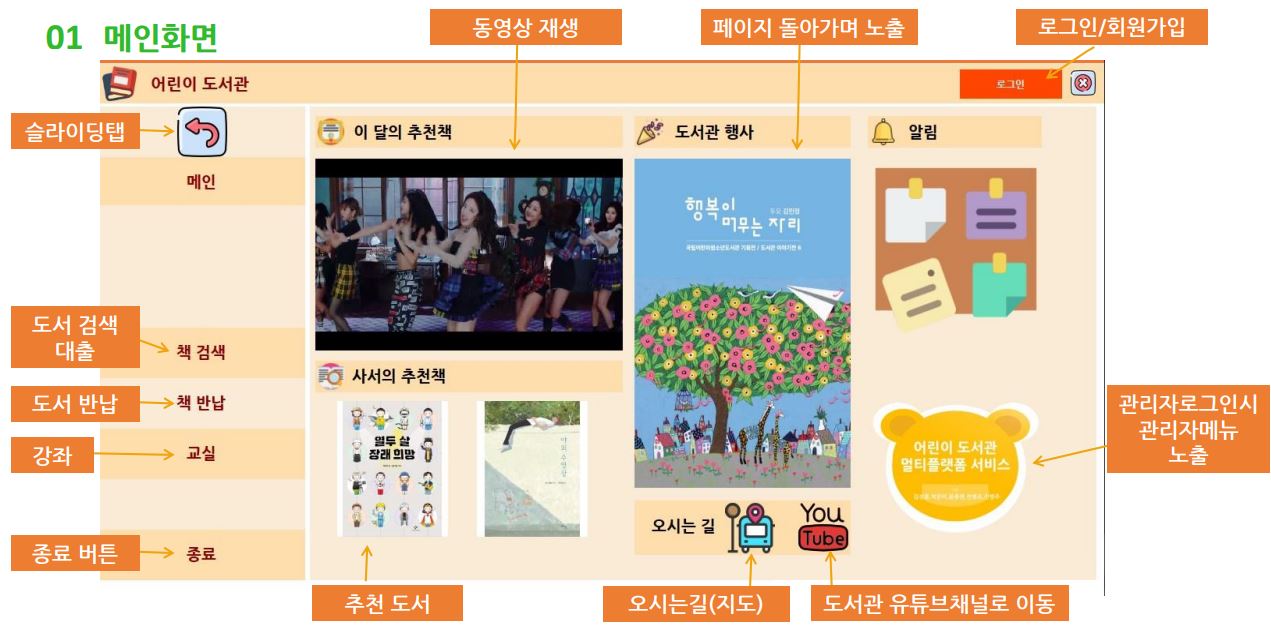 01 메인화면
동영상 재생
페이지 돌아가며 노출
로그인/회원가입
어린이 도서관
로그인
슬라이딩탭
이 달의 추천책
도서관 행사
알림
메인
행복이
머무는 자리
도서 검색
대출
책 검색
사서의 추천책
도서 반납
책 반납
열두 살
장래 희망
관리자로그인시
관리자메뉴
노출
강좌
교실
어린이 도서관
멀티플랫폼 서비스
오시는 길
You
Tube
종료 버튼
종료
추천 도서
오시는길(지도)
도서관 유튜브채널로 이동